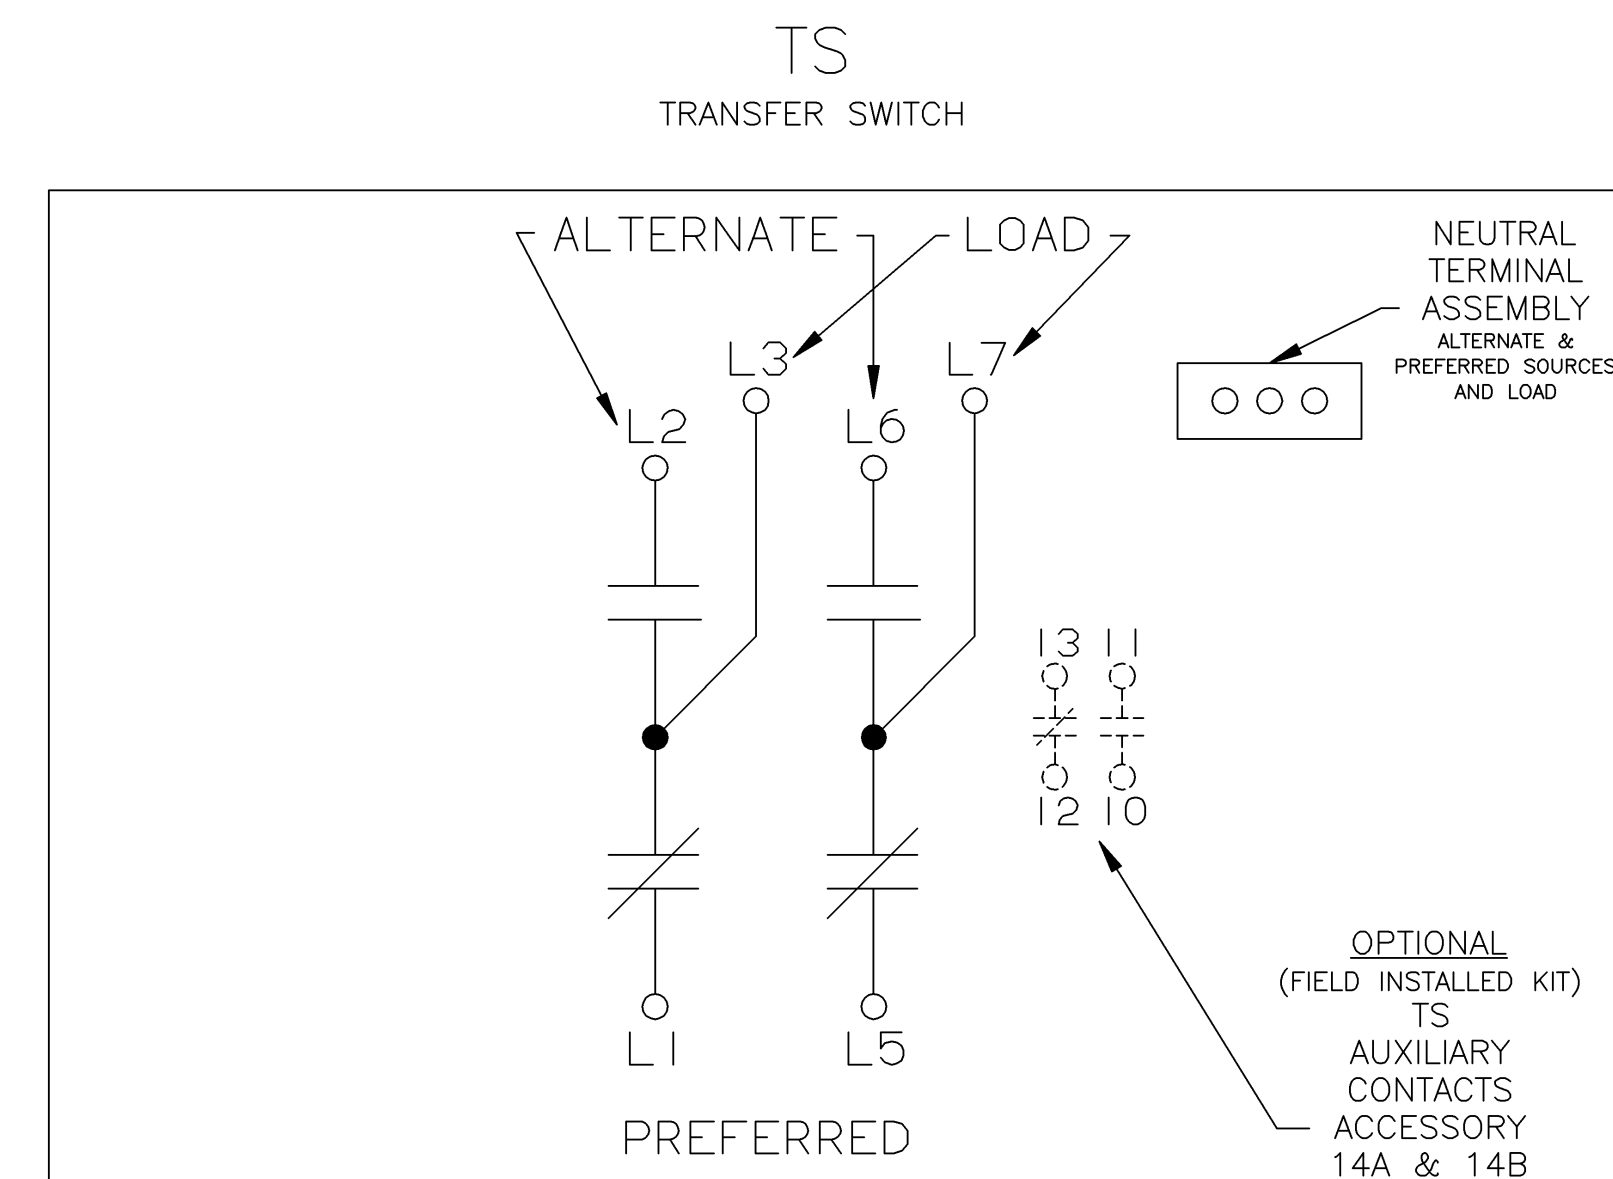 TS
TRANSFER SWITCH
ALTERNATE
LOAD
NEUTRAL
TERMINAL
ASSEMBLY
ALTERNATE &
PREFERRED SOURCES
AND LOAD
L3
L7
L2
L6
13 11
12 10
L1
L5
PREFERRED
OPTIONAL
(FIELD INSTALLED KIT)
TS
AUXILIARY
CONTACTS
ACCESSORY
14A & 14B